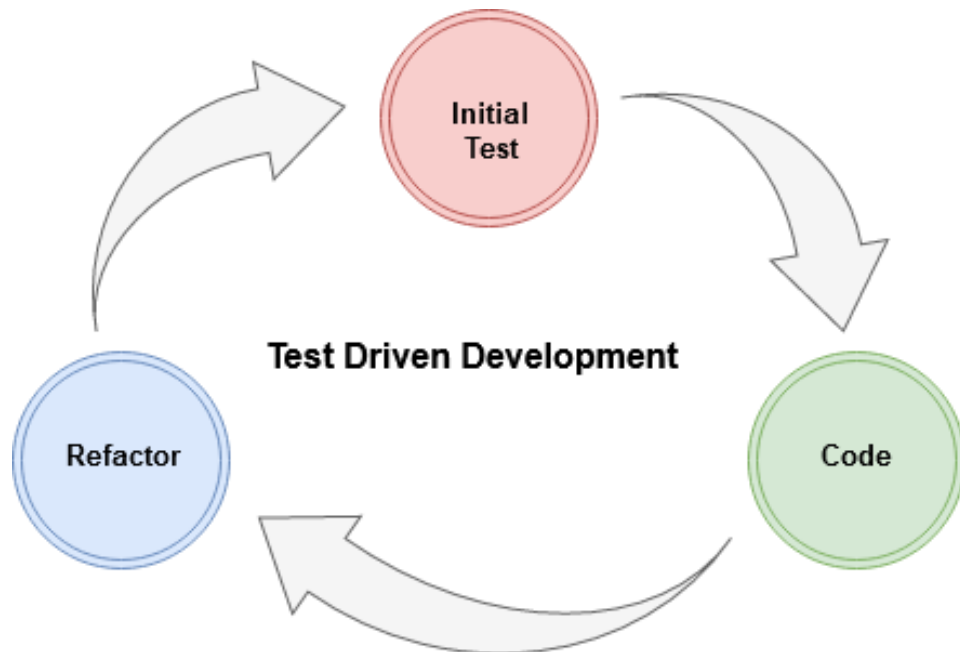 Initial
Test
Test Driven Development
Refactor
Code